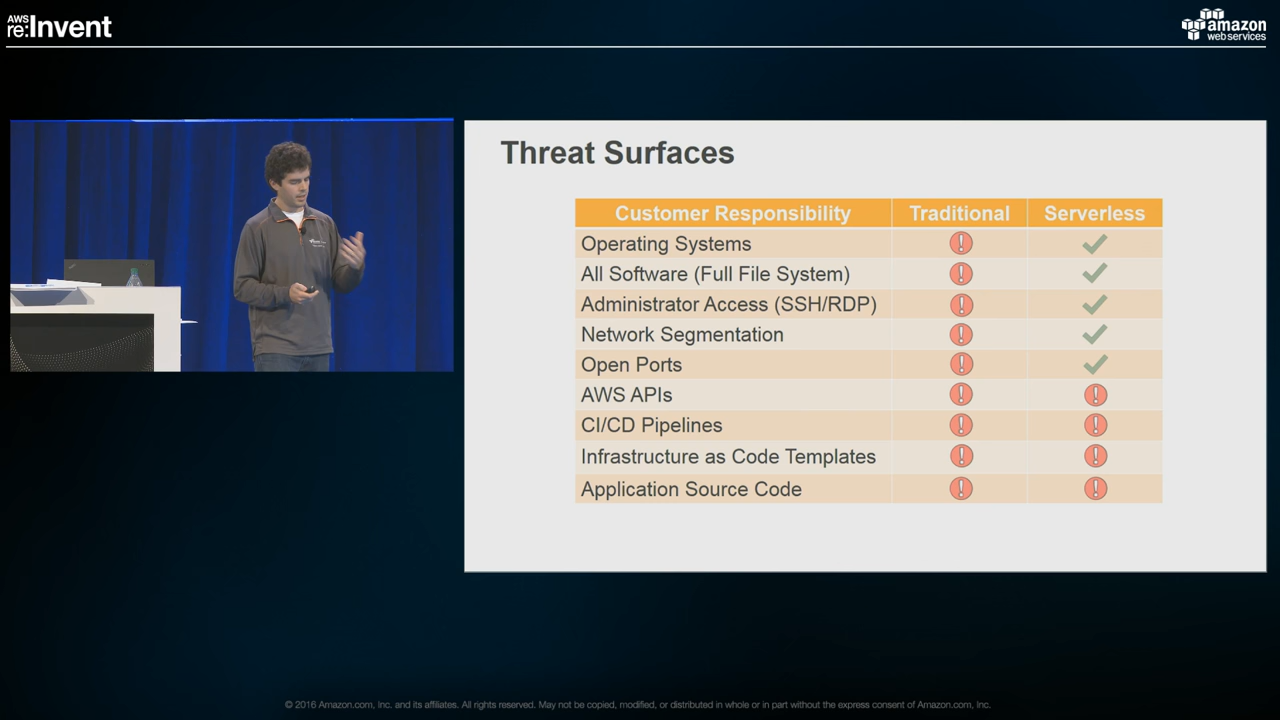 AWS
re:Invent
amazon
web services
Threat Surfaces
Customer Responsibility Traditional Serverless
Operating Systems
All Software (Full File System)
Administrator Access (SSH/RDP)
Network Segmentation
Open Ports
AWS APIs
CI/CD Pipelines
Infrastructure as Code Templates
Application Source Code
© 2016 Amazon.com, Inc. and its affiliates. All rights reserved. May not be copied, modified, or distributed in whole or in part without the express consent of Amazon.com, Inc.